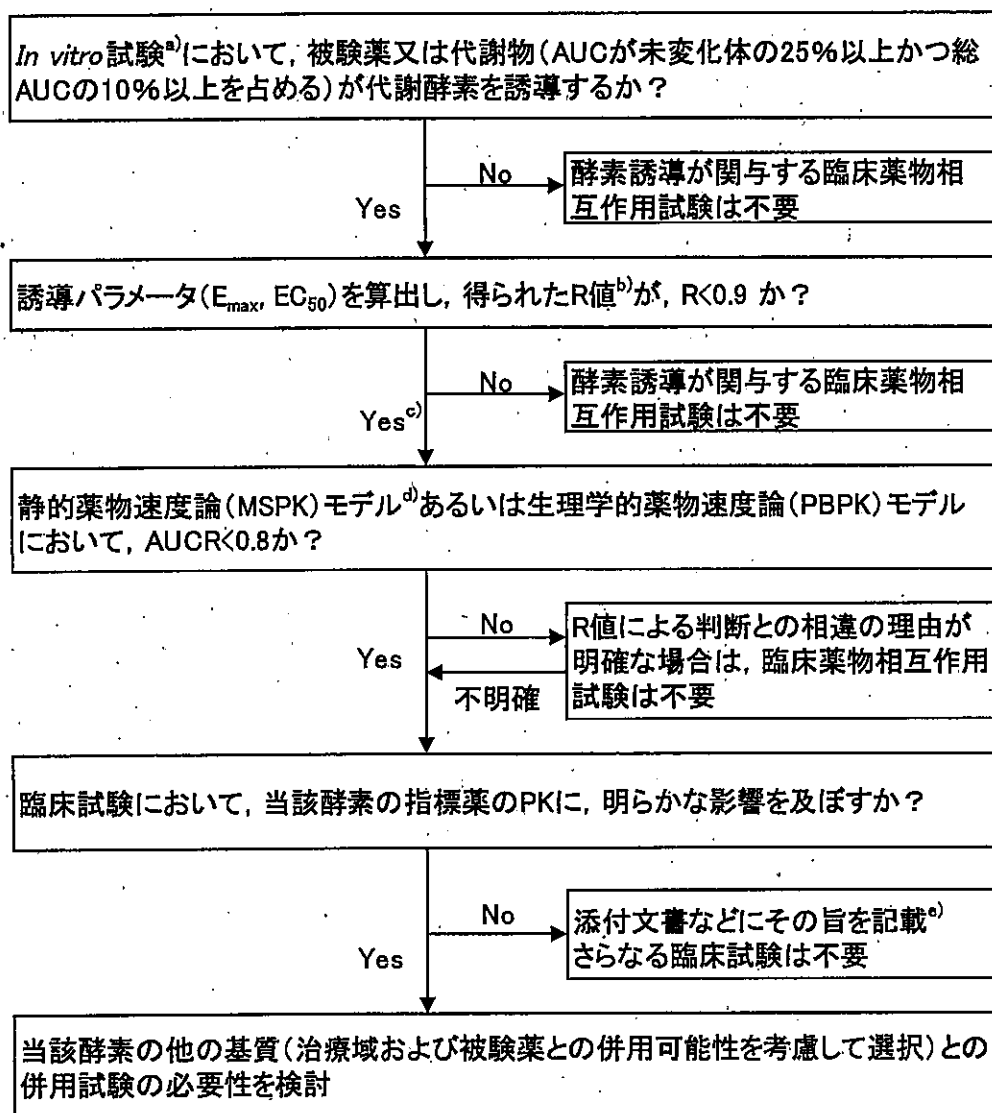 In vitro試験a)において，被験薬又は代謝物（AUCが未変化体の25%以上かつ総
AUCの10%以上を占める）が代謝酵素を誘導するか？
No
酵素誘導が関与する臨床薬物相
互作用試験は不要
Yes
誘導パラメータ（Emax, EC50）を算出し，得られたR値b)が，R<0.9 か？
No
酵素誘導が関与する臨床薬物相
互作用試験は不要
Yesc)
静的薬物速度論（MSPK）モデルd)あるいは生理学的薬物速度論（PBPK）モデル
において，AUCR<0.8か？
No
R値による判断との相違の理由が
明確な場合は，臨床薬物相互作用
試験は不要
Yes
不明確
臨床試験において，当該酵素の指標薬のPKに，明らかな影響を及ぼすか？
No
添付文書などにその旨を記載e)
さらなる臨床試験は不要
Yes
当該酵素の他の基質（治療域および被験薬との併用可能性を考慮して選択）との
併用試験の必要性を検討